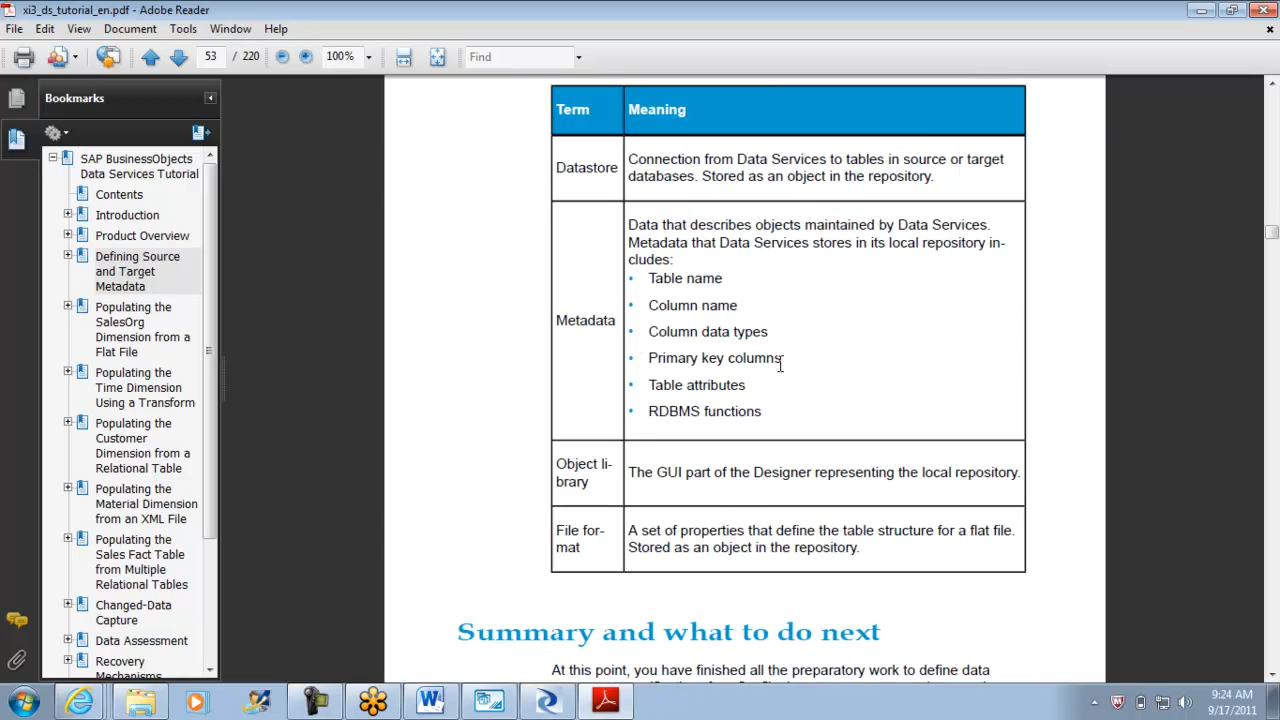 xi3_ds_tutorial_en.pdf - Adobe Reader
File Edit View Document Tools Window Help
53 / 220 100% Find
Bookmarks
SAP BusinessObjects
Data Services Tutorial
Contents
Introduction
Product Overview
Defining Source
and Target
Metadata
Populating the
SalesOrg
Dimension from a
Flat File
Populating the
Time Dimension
Using a Transform
Populating the
Customer
Dimension from a
Relational Table
Populating the
Material Dimension
from an XML File
Populating the
Sales Fact Table
from Multiple
Relational Tables
Changed-Data
Capture
Data Assessment
Recovery
Mechanisms
Term Meaning
Datastore
Connection from Data Services to tables in source or target
databases. Stored as an object in the repository.
Metadata
Data that describes objects maintained by Data Services.
Metadata that Data Services stores in its local repository in-
cludes:
• Table name
• Column name
• Column data types
• Primary key columns
• Table attributes
• RDBMS functions
Object li-
brary
The GUI part of the Designer representing the local repository.
File for-
mat
A set of properties that define the table structure for a flat file.
Stored as an object in the repository.
Summary and what to do next
At this point, you have finished all the preparatory work to define data
9:24 AM
9/17/2011